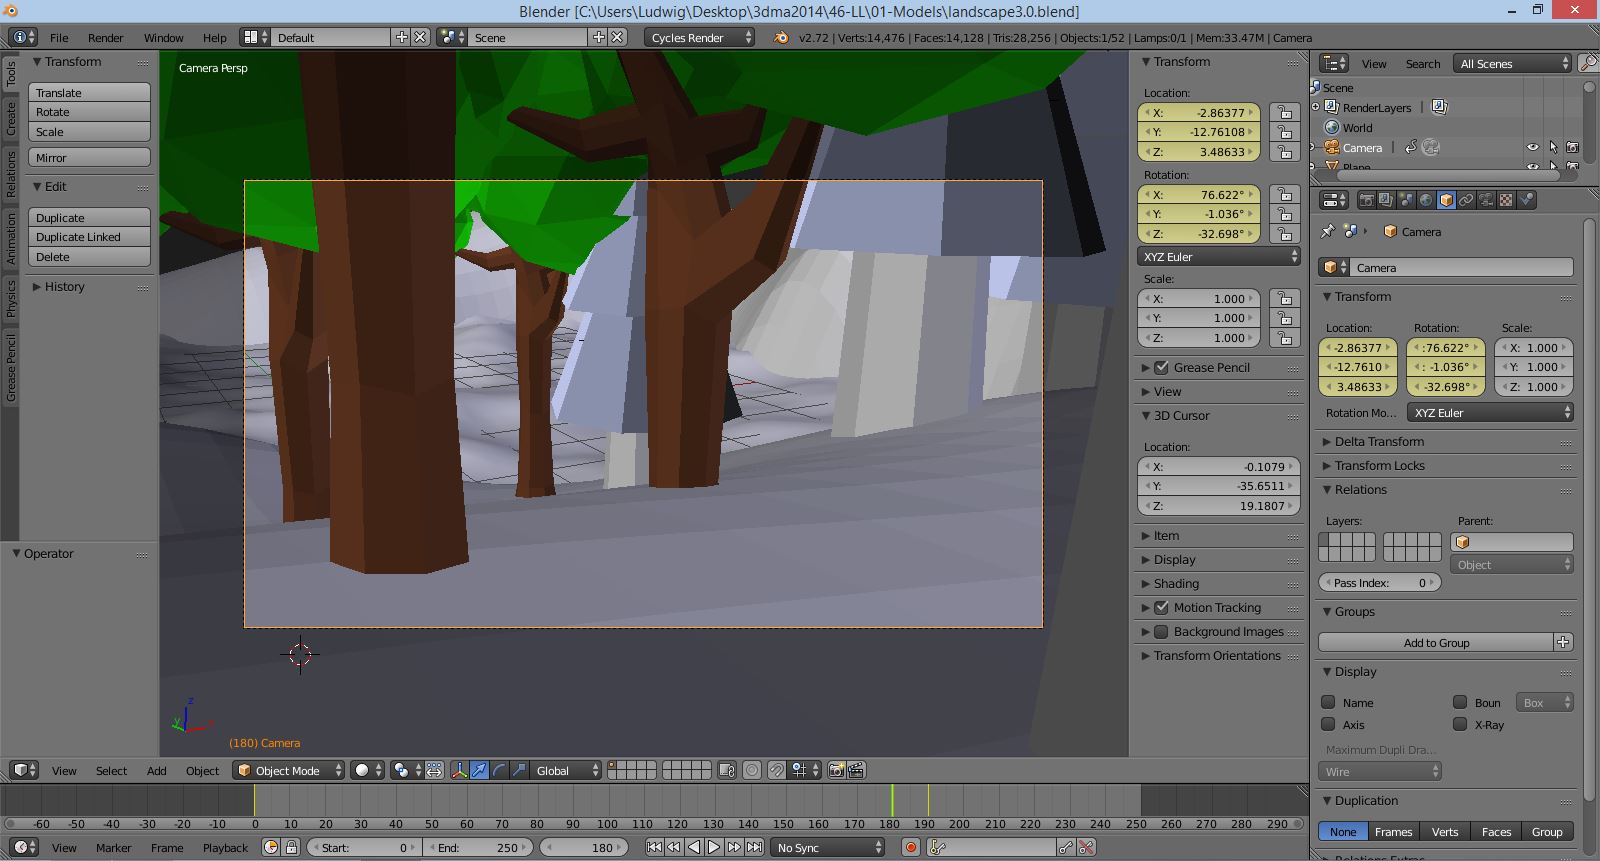 Blender [C:\Users\Ludwig\Desktop\3dma2014\46-LL\01-Models\landscape3.0.blend]
File Render Window Help Default Scene Cycles Render v2.72 | Verts:14,476 | Faces:14,128 | Tris:28,256 | Objects:1/52 | Lamps:0/1 | Mem:33.47M | Camera
Tools
Create
Relations
Animation
Physics
Grease Pencil
Transform
Translate
Rotate
Scale
Mirror
Edit
Duplicate
Duplicate Linked
Delete
History
Operator
Camera Persp
(180) Camera
z
y
x
Transform
Location:
X: -2.86377
Y: -12.76108
Z: 3.48633
Rotation:
X: 76.622°
Y: -1.036°
Z: -32.698°
XYZ Euler
Scale:
X: 1.000
Y: 1.000
Z: 1.000
Grease Pencil
View
3D Cursor
Location:
X: -0.1079
Y: -35.6511
Z: 19.1807
Item
Display
Shading
Motion Tracking
Background Images
Transform Orientations
View Search All Scenes
Scene
RenderLayers
World
Camera
Plane
Camera
Camera
Transform
Location: Rotation: Scale:
-2.86377 :76.622° X: 1.000
-12.7610 : -1.036° Y: 1.000
3.48633 -32.698° Z: 1.000
Rotation Mo... XYZ Euler
Delta Transform
Transform Locks
Relations
Layers: Parent:
Object
Pass Index: 0
Groups
Add to Group
Display
Name Boun Box
Axis X-Ray
Maximum Dupli Dra...
Wire
Duplication
None Frames Verts Faces Group
Relations Extras
View Select Add Object Object Mode Global
-60 -50 -40 -30 -20 -10 0 10 20 30 40 50 60 70 80 90 100 110 120 130 140 150 160 170 180 190 200 210 220 230 240 250 260 270 280 290
View Marker Frame Playback Start: 0 End: 250 180 No Sync